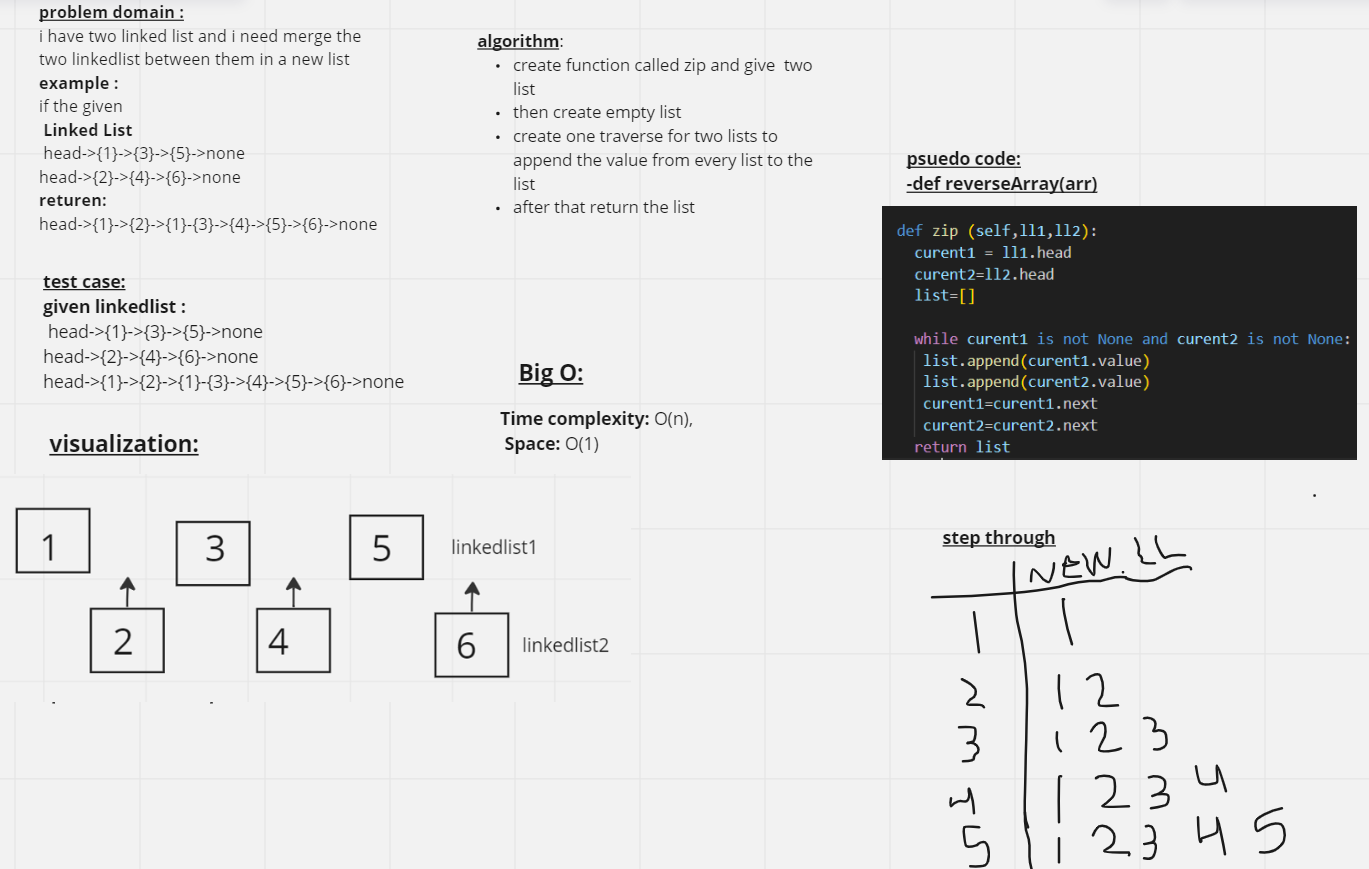 problem domain :
i have two linked list and i need merge the
two linkedlist between them in a new list
example :
if the given
Linked List
head->{1}->{3}->{5}->none
head->{2}->{4}->{6}->none
returen:
head->{1}->{2}->{1}-{3}->{4}->{5}->{6}->none
test case:
given linkedlist :
head->{1}->{3}->{5}->none
head->{2}->{4}->{6}->none
head->{1}->{2}->{1}-{3}->{4}->{5}->{6}->none
visualization:
1
3
5
linkedlist1
2
4
6
linkedlist2
algorithm:
• create function called zip and give two
list
• then create empty list
• create one traverse for two lists to
append the value from every list to the
list
• after that return the list
Big O:
Time complexity: O(n),
Space: O(1)
psuedo code:
-def reverseArray(arr)
def zip (self,ll1,ll2):
curent1 = ll1.head
curent2=ll2.head
list=[]
while curent1 is not None and curent2 is not None:
list.append(curent1.value)
list.append(curent2.value)
curent1=curent1.next
curent2=curent2.next
return list
step through
NEW.LL
1 1
2 1 2
3 1 2 3
4 1 2 3 4
5 1 2 3 4 5